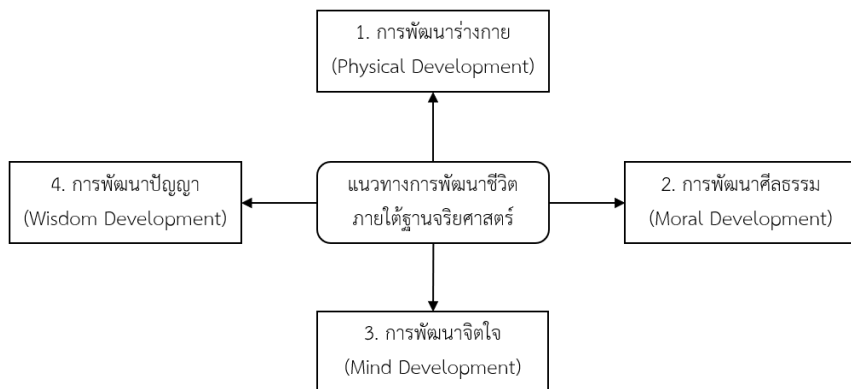 1. การพัฒนาร่างกาย
(Physical Development)
4. การพัฒนาปัญญา
(Wisdom Development)
แนวทางการพัฒนาชีวิต
ภายใต้ฐานจริยศาสตร์
2. การพัฒนาศีลธรรม
(Moral Development)
3. การพัฒนาจิตใจ
(Mind Development)